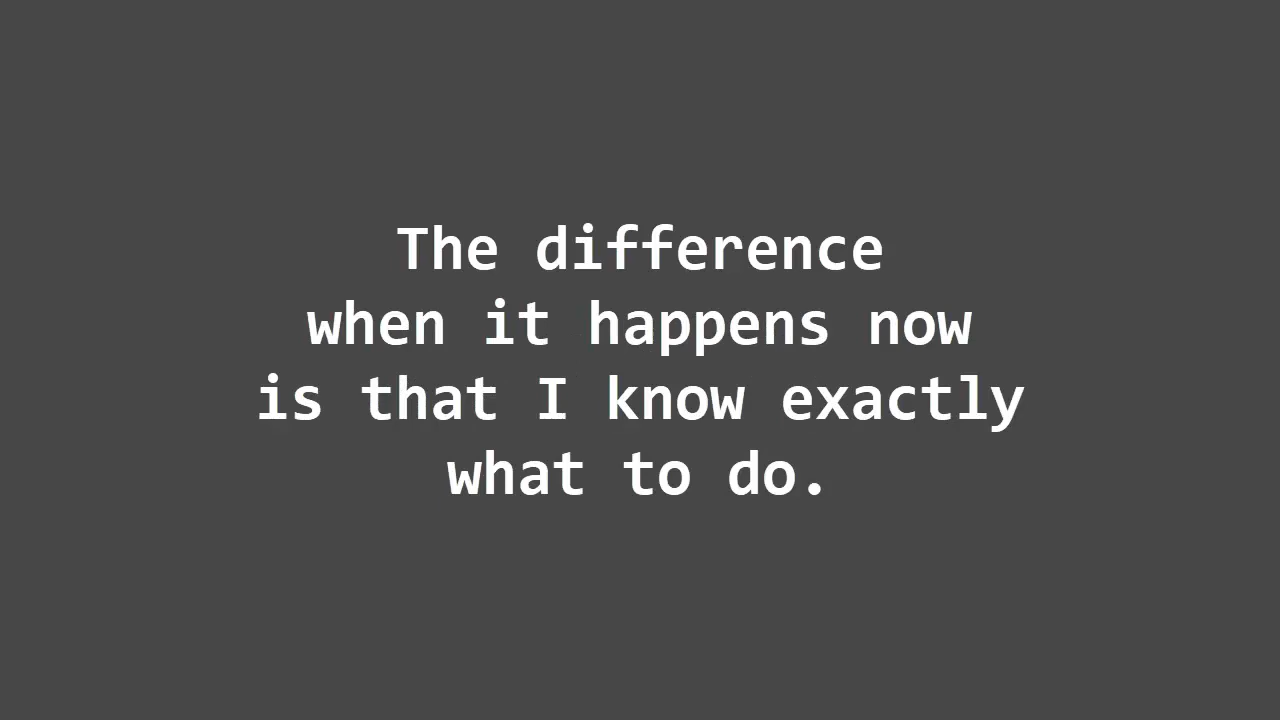 The difference
when it happens now
is that I know exactly
what to do.